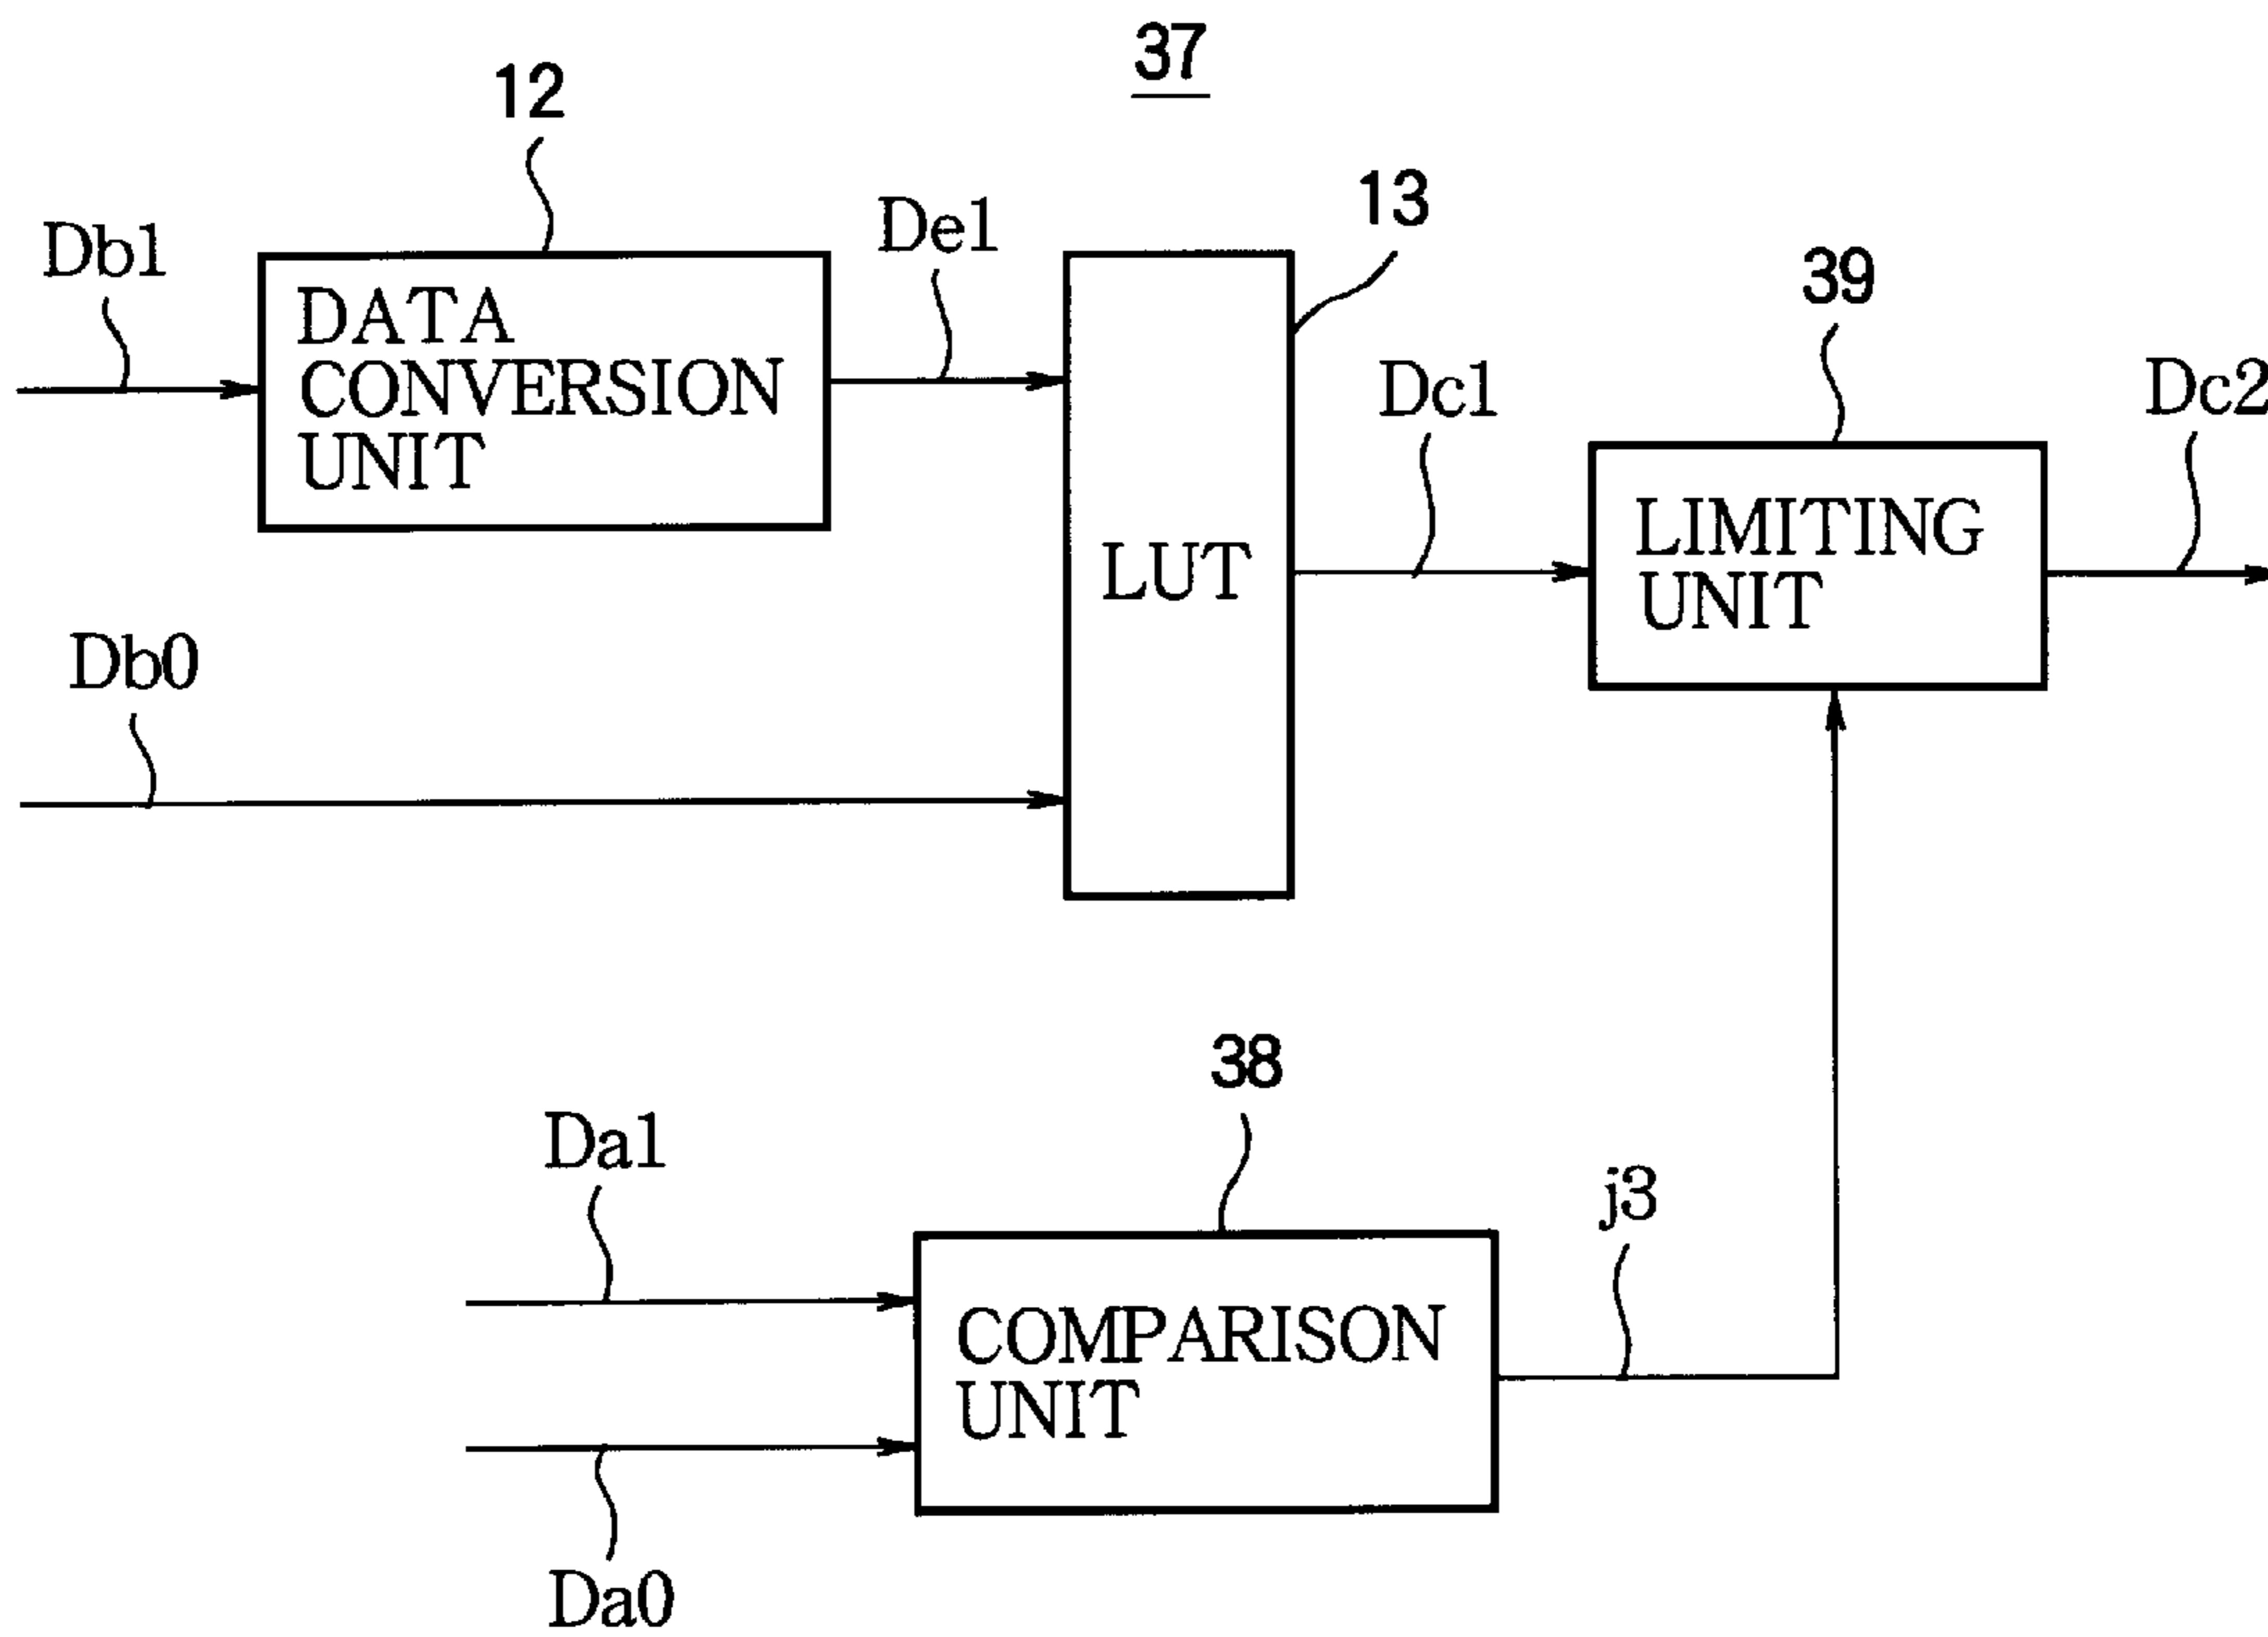 37
12
13
Db1
De1
39
DATA
CONVERSION
UNIT
Dc1
Dc2
LIMITING
UNIT
LUT
Db0
38
Da1
j3
COMPARISON
UNIT
Da0